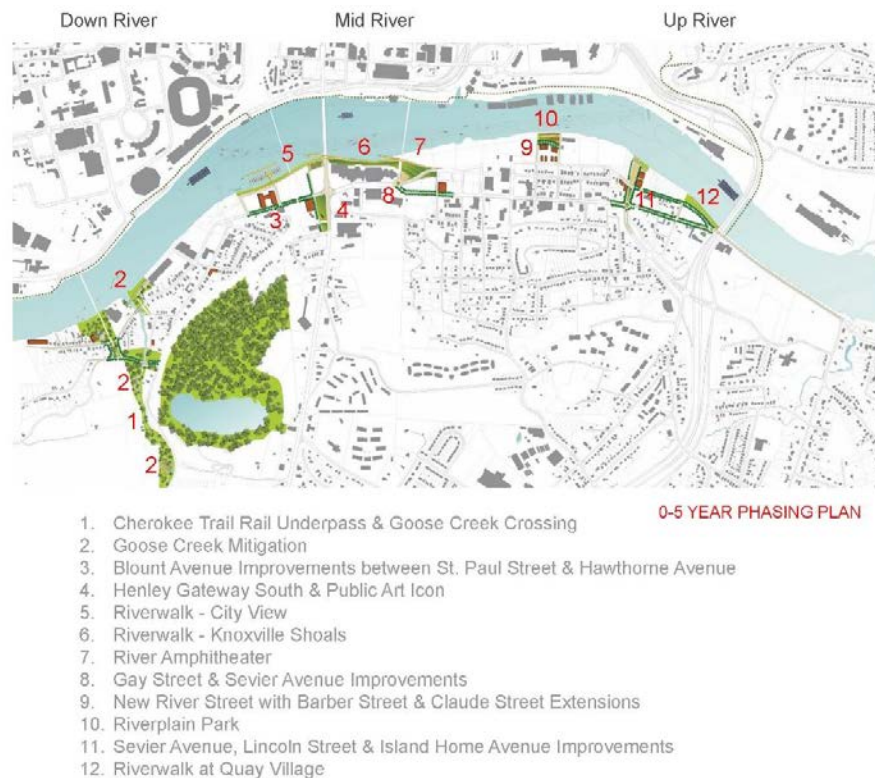 Down River
Mid River
Up River
10
5
6
7
9
3
4
8
11
12
2
2
1
2
0-5 YEAR PHASING PLAN
1. Cherokee Trail Rail Underpass & Goose Creek Crossing
2. Goose Creek Mitigation
3. Blount Avenue Improvements between St. Paul Street & Hawthorne Avenue
4. Henley Gateway South & Public Art Icon
5. Riverwalk - City View
6. Riverwalk - Knoxville Shoals
7. River Amphitheater
8. Gay Street & Sevier Avenue Improvements
9. New River Street with Barber Street & Claude Street Extensions
10. Riverplain Park
11. Sevier Avenue, Lincoln Street & Island Home Avenue Improvements
12. Riverwalk at Quay Village